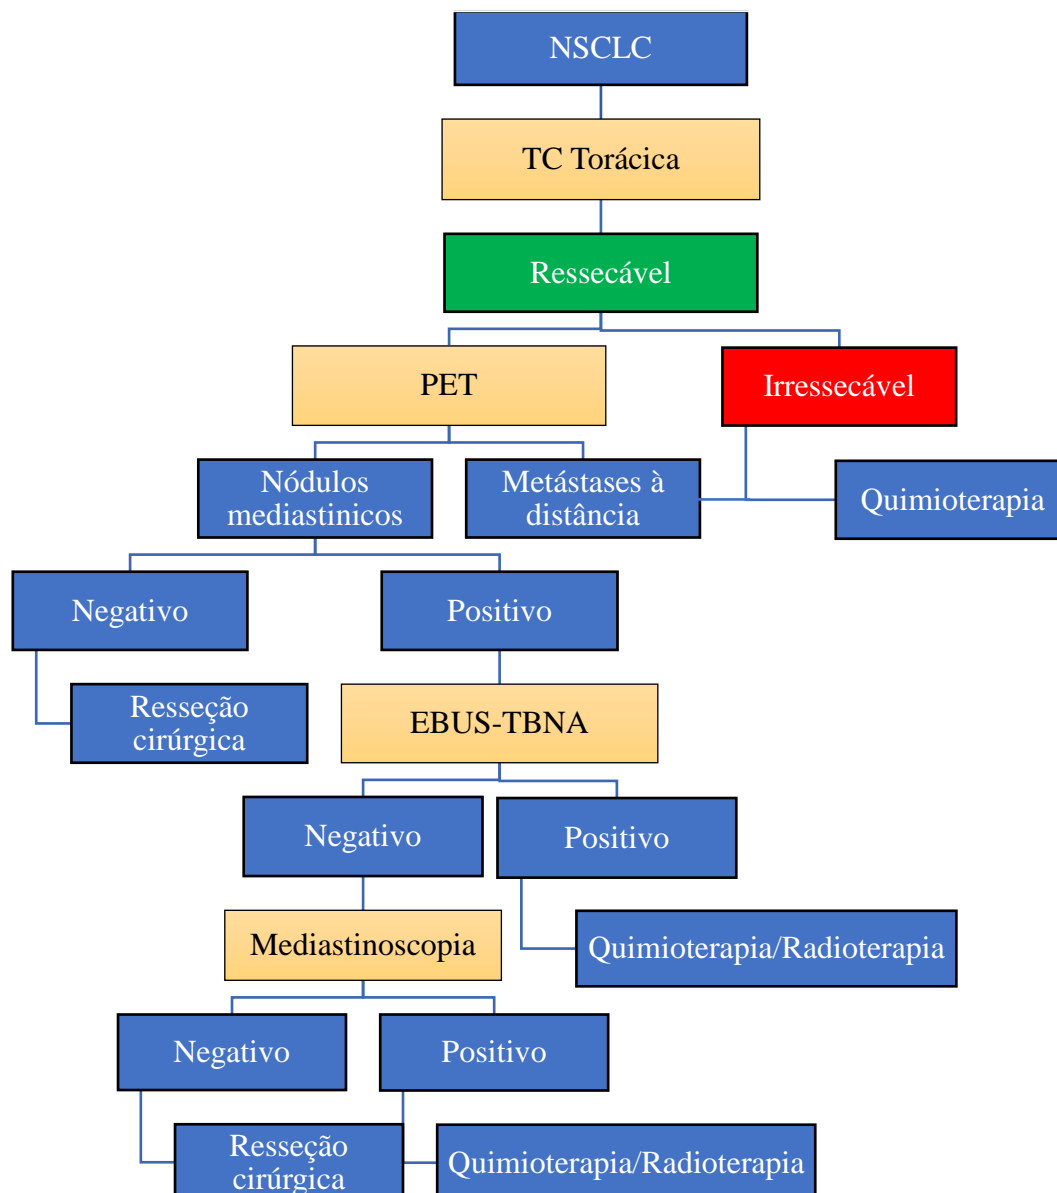 NSCLC
TC Torácica
Ressecável
PET
Irressecável
Nódulos
mediastinicos
Metástases à
distância
Quimioterapia
Negativo
Positivo
Resseção
cirúrgica
EBUS-TBNA
Negativo
Positivo
Mediastinoscopia
Quimioterapia/Radioterapia
Negativo
Positivo
Resseção
cirúrgica
Quimioterapia/Radioterapia